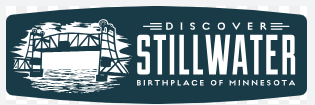 DISCOVER
STILLWATER
BIRTHPLACE OF MINNESOTA